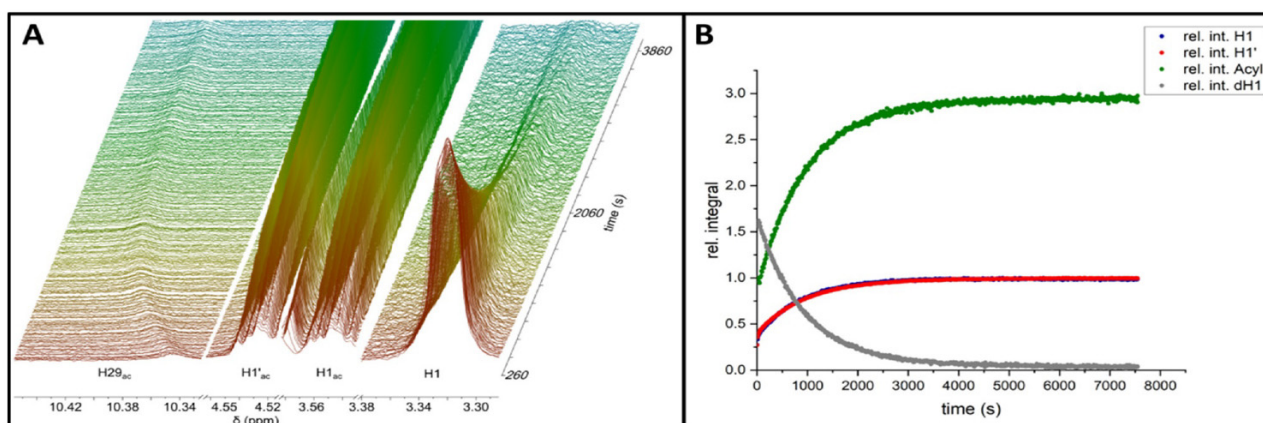 A
3860
2060
time (s)
260
H29ac
H1'ac
H1ac
H1
10.42
10.38
10.34
4.55
4.52
3.56
3.38
3.34
3.30
δ (ppm)
B
rel. int. H1
rel. int. H1'
rel. int. Acyl
rel. int. dH1
3.0
2.5
2.0
1.5
1.0
0.5
0.0
rel. integral
0 1000 2000 3000 4000 5000 6000 7000 8000
time (s)